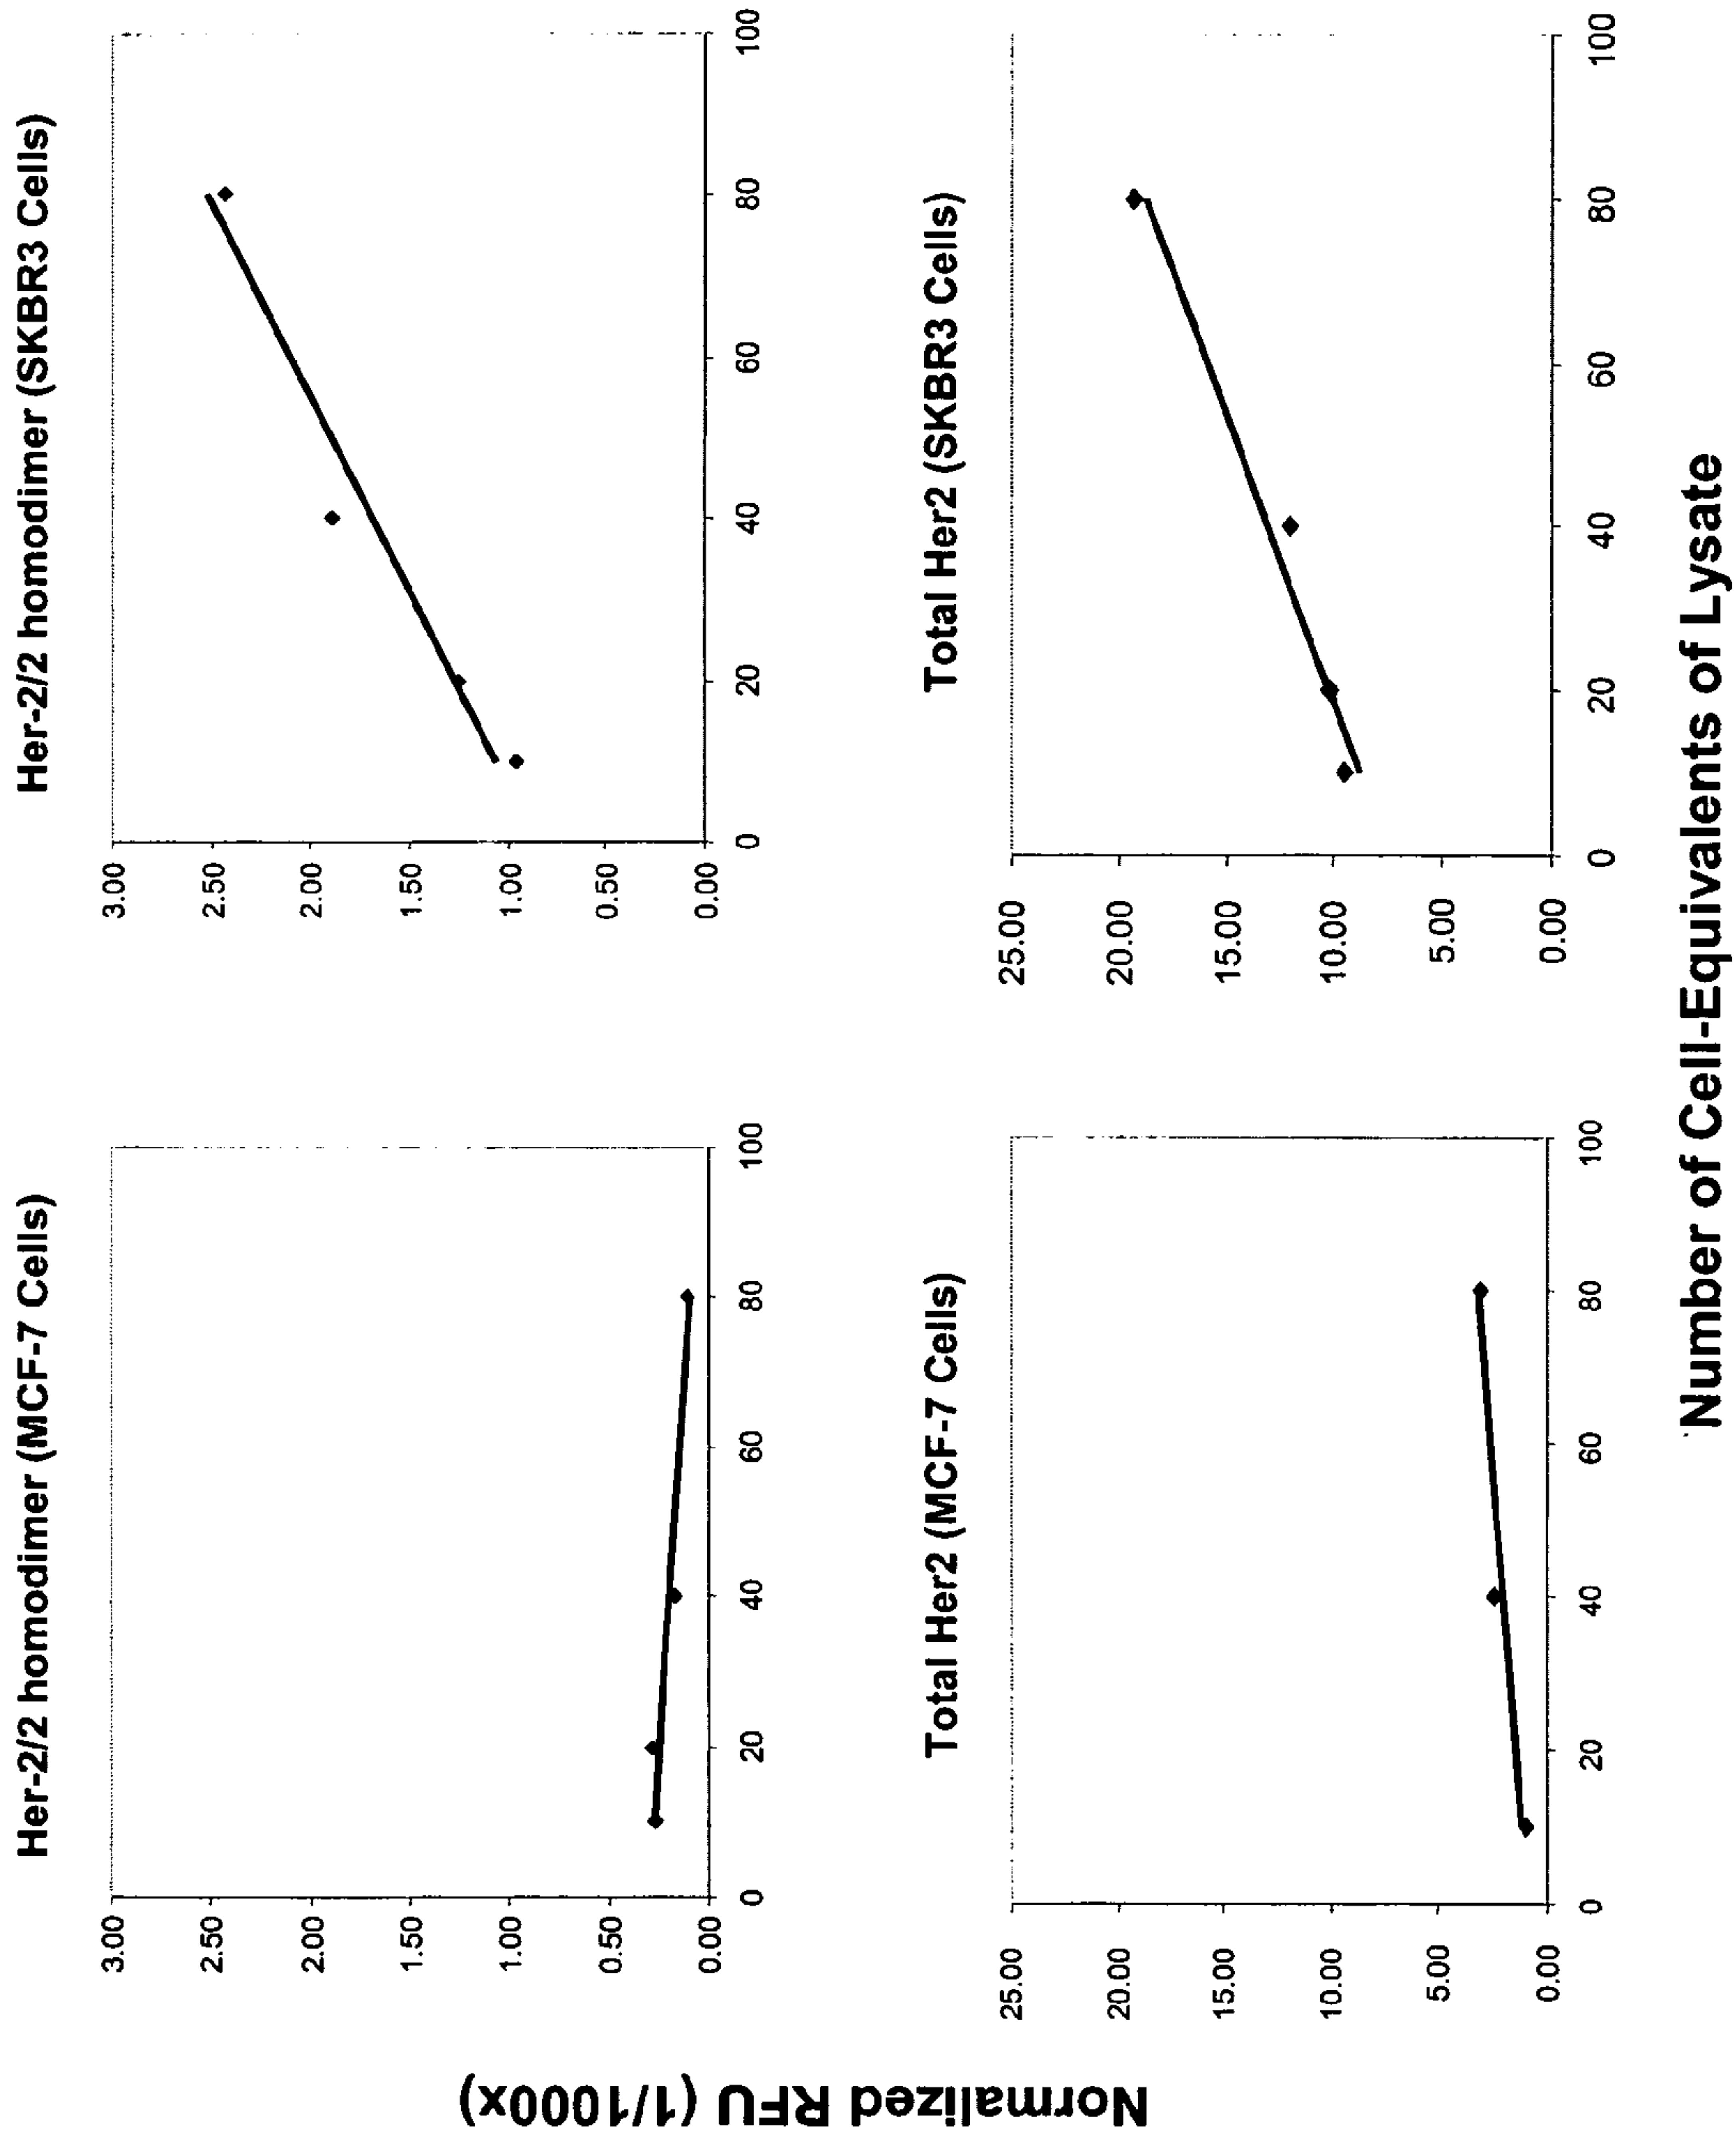 Her-2/2 homodimer (MCF-7 Cells)
3.00
2.50
2.00
1.50
1.00
0.50
0.00
0 20 40 60 80 100
Her-2/2 homodimer (SKBR3 Cells)
3.00
2.50
2.00
1.50
1.00
0.00
0 20 40 60 80 100
Normalized RFU (1/1000x)
Total Her2 (MCF-7 Cells)
25.00
20.00
15.00
10.00
5.00
0.00
0 20 40 60 80 100
Total Her2 (SKBR3 Cells)
25.00
20.00
15.00
10.00
5.00
0.00
0 20 40 60 80 100
Number of Cell-Equivalents of Lysate